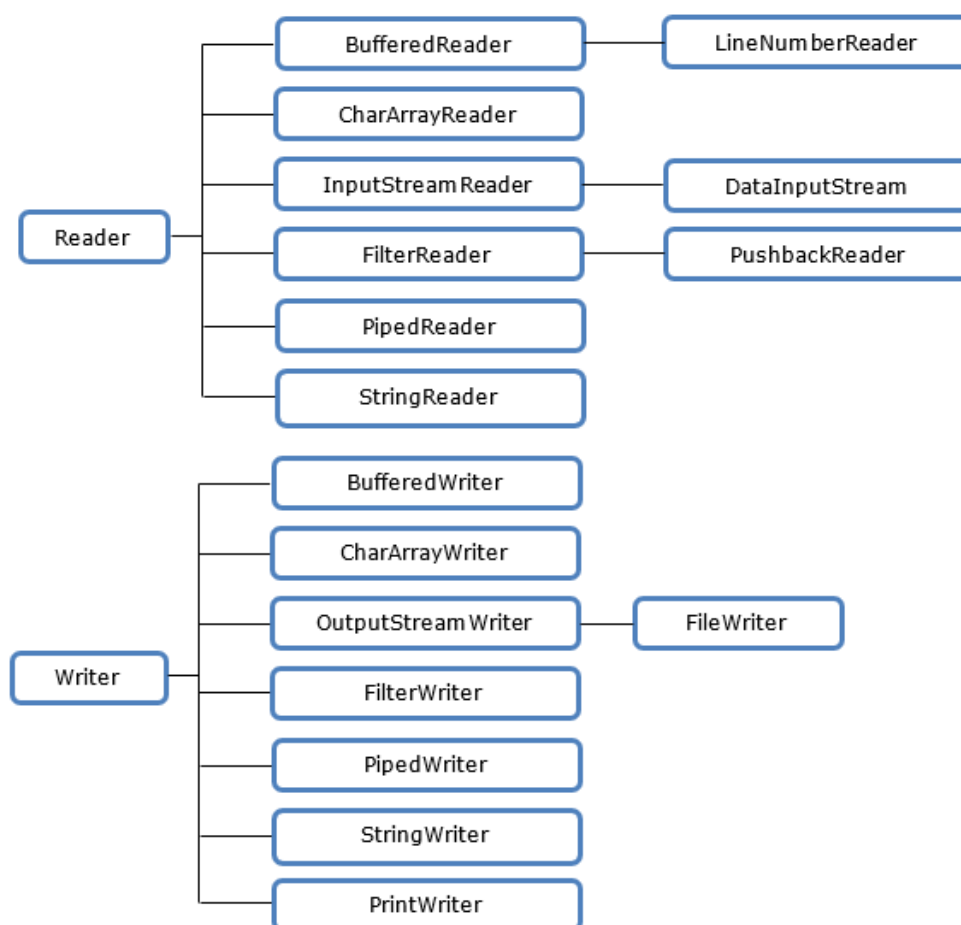 BufferedReader
LineNumberReader
CharArrayReader
InputStreamReader
DataInputStream
Reader
FilterReader
PushbackReader
PipedReader
StringReader
BufferedWriter
CharArrayWriter
OutputStreamWriter
FileWriter
Writer
FilterWriter
PipedWriter
StringWriter
PrintWriter